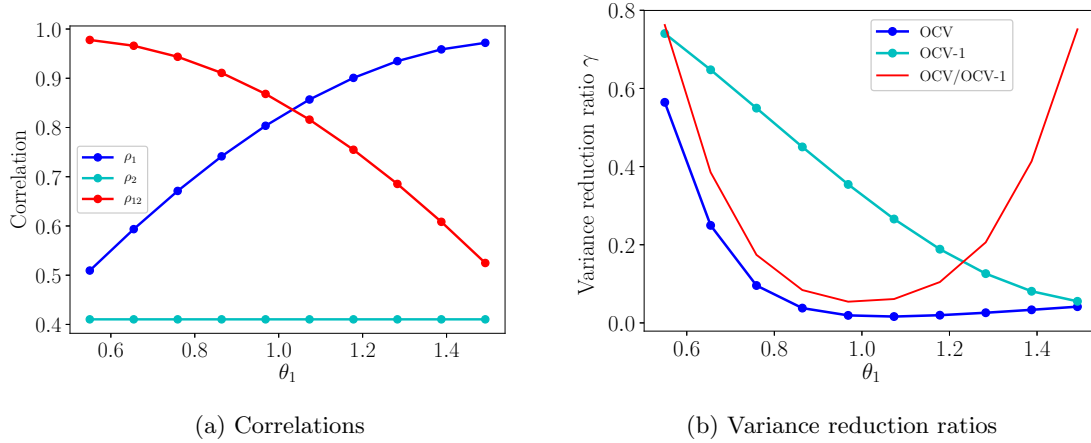 1.0
0.9
0.8
0.7
0.6
0.5
0.4
Correlation
ρ1
ρ2
ρ12
0.6 0.8 1.0 1.2 1.4
θ1
(a) Correlations
0.8
0.6
0.4
0.2
0.0
Variance reduction ratio γ
OCV
OCV-1
OCV/OCV-1
0.6 0.8 1.0 1.2 1.4
θ1
(b) Variance reduction ratios